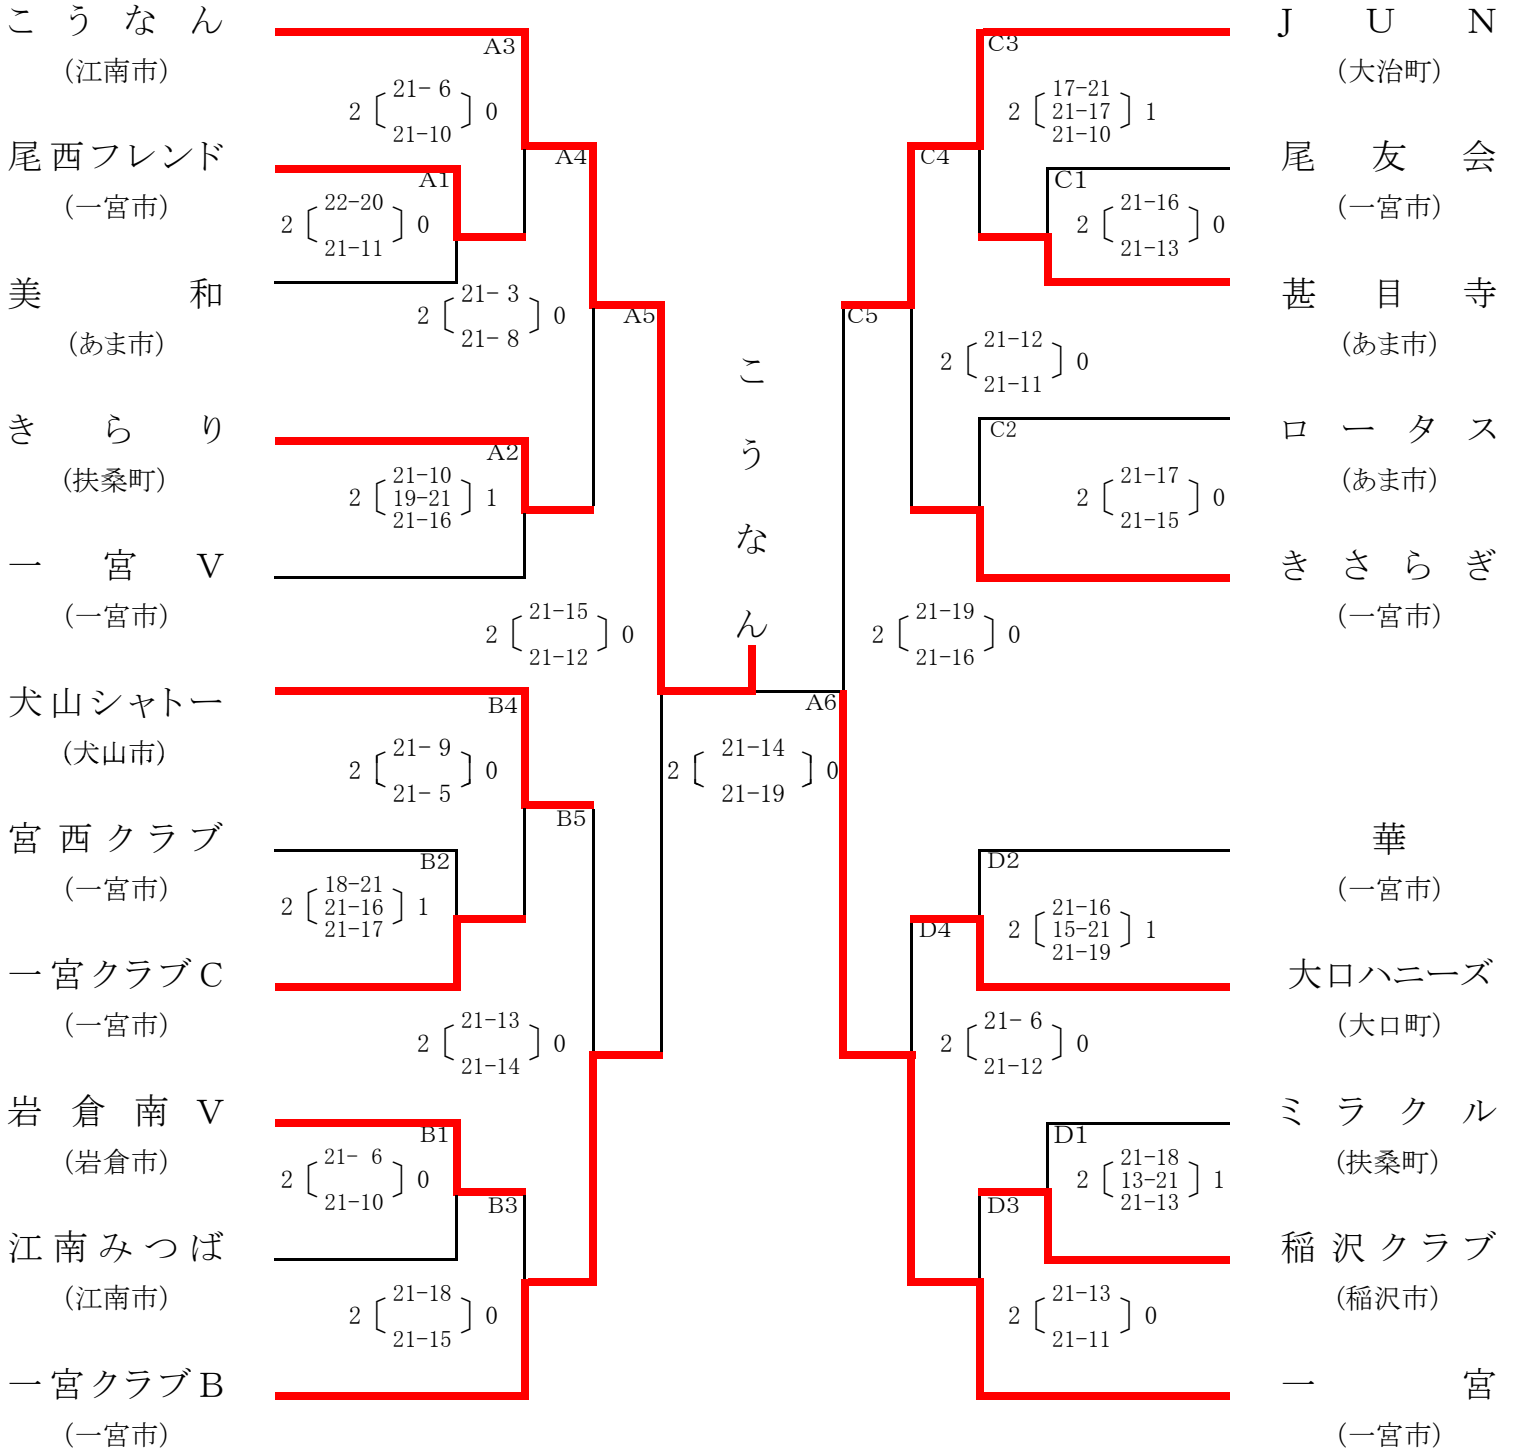 こうなん
(江南市)
A3
21- 6
2 0
21-10
尾西フレンド
(一宮市)
A4
A1
22-20
2 0
21-11
美和
(あま市)
21- 3
2 0
21- 8
A5
きらり
(扶桑町)
A2
21-10
2 19-21 1
21-16
一宮V
(一宮市)
21-15
2 0
21-12
犬山シャトー
(犬山市)
B4
21- 9
2 0
21- 5
B5
宮西クラブ
(一宮市)
B2
18-21
2 21-16 1
21-17
一宮クラブC
(一宮市)
21-13
2 0
21-14
岩倉南V
(岩倉市)
B1
21- 6
2 0
21-10
B3
江南みつば
(江南市)
21-18
2 0
21-15
一宮クラブB
(一宮市)
こうなん
A6
21-14
2 0
21-19
JUN
(大治町)
C3
17-21
2 21-17 1
21-10
尾友会
(一宮市)
C4
C1
21-16
2 0
21-13
甚目寺
(あま市)
C5
21-12
2 0
21-11
ロータス
(あま市)
C2
21-17
2 0
21-15
きさらぎ
(一宮市)
21-19
2 0
21-16
華
(一宮市)
D2
21-16
2 15-21 1
21-19
D4
大口ハニーズ
(大口町)
21- 6
2 0
21-12
ミラクル
(扶桑町)
D1
21-18
2 13-21 1
21-13
D3
稲沢クラブ
(稲沢市)
21-13
2 0
21-11
一宮
(一宮市)